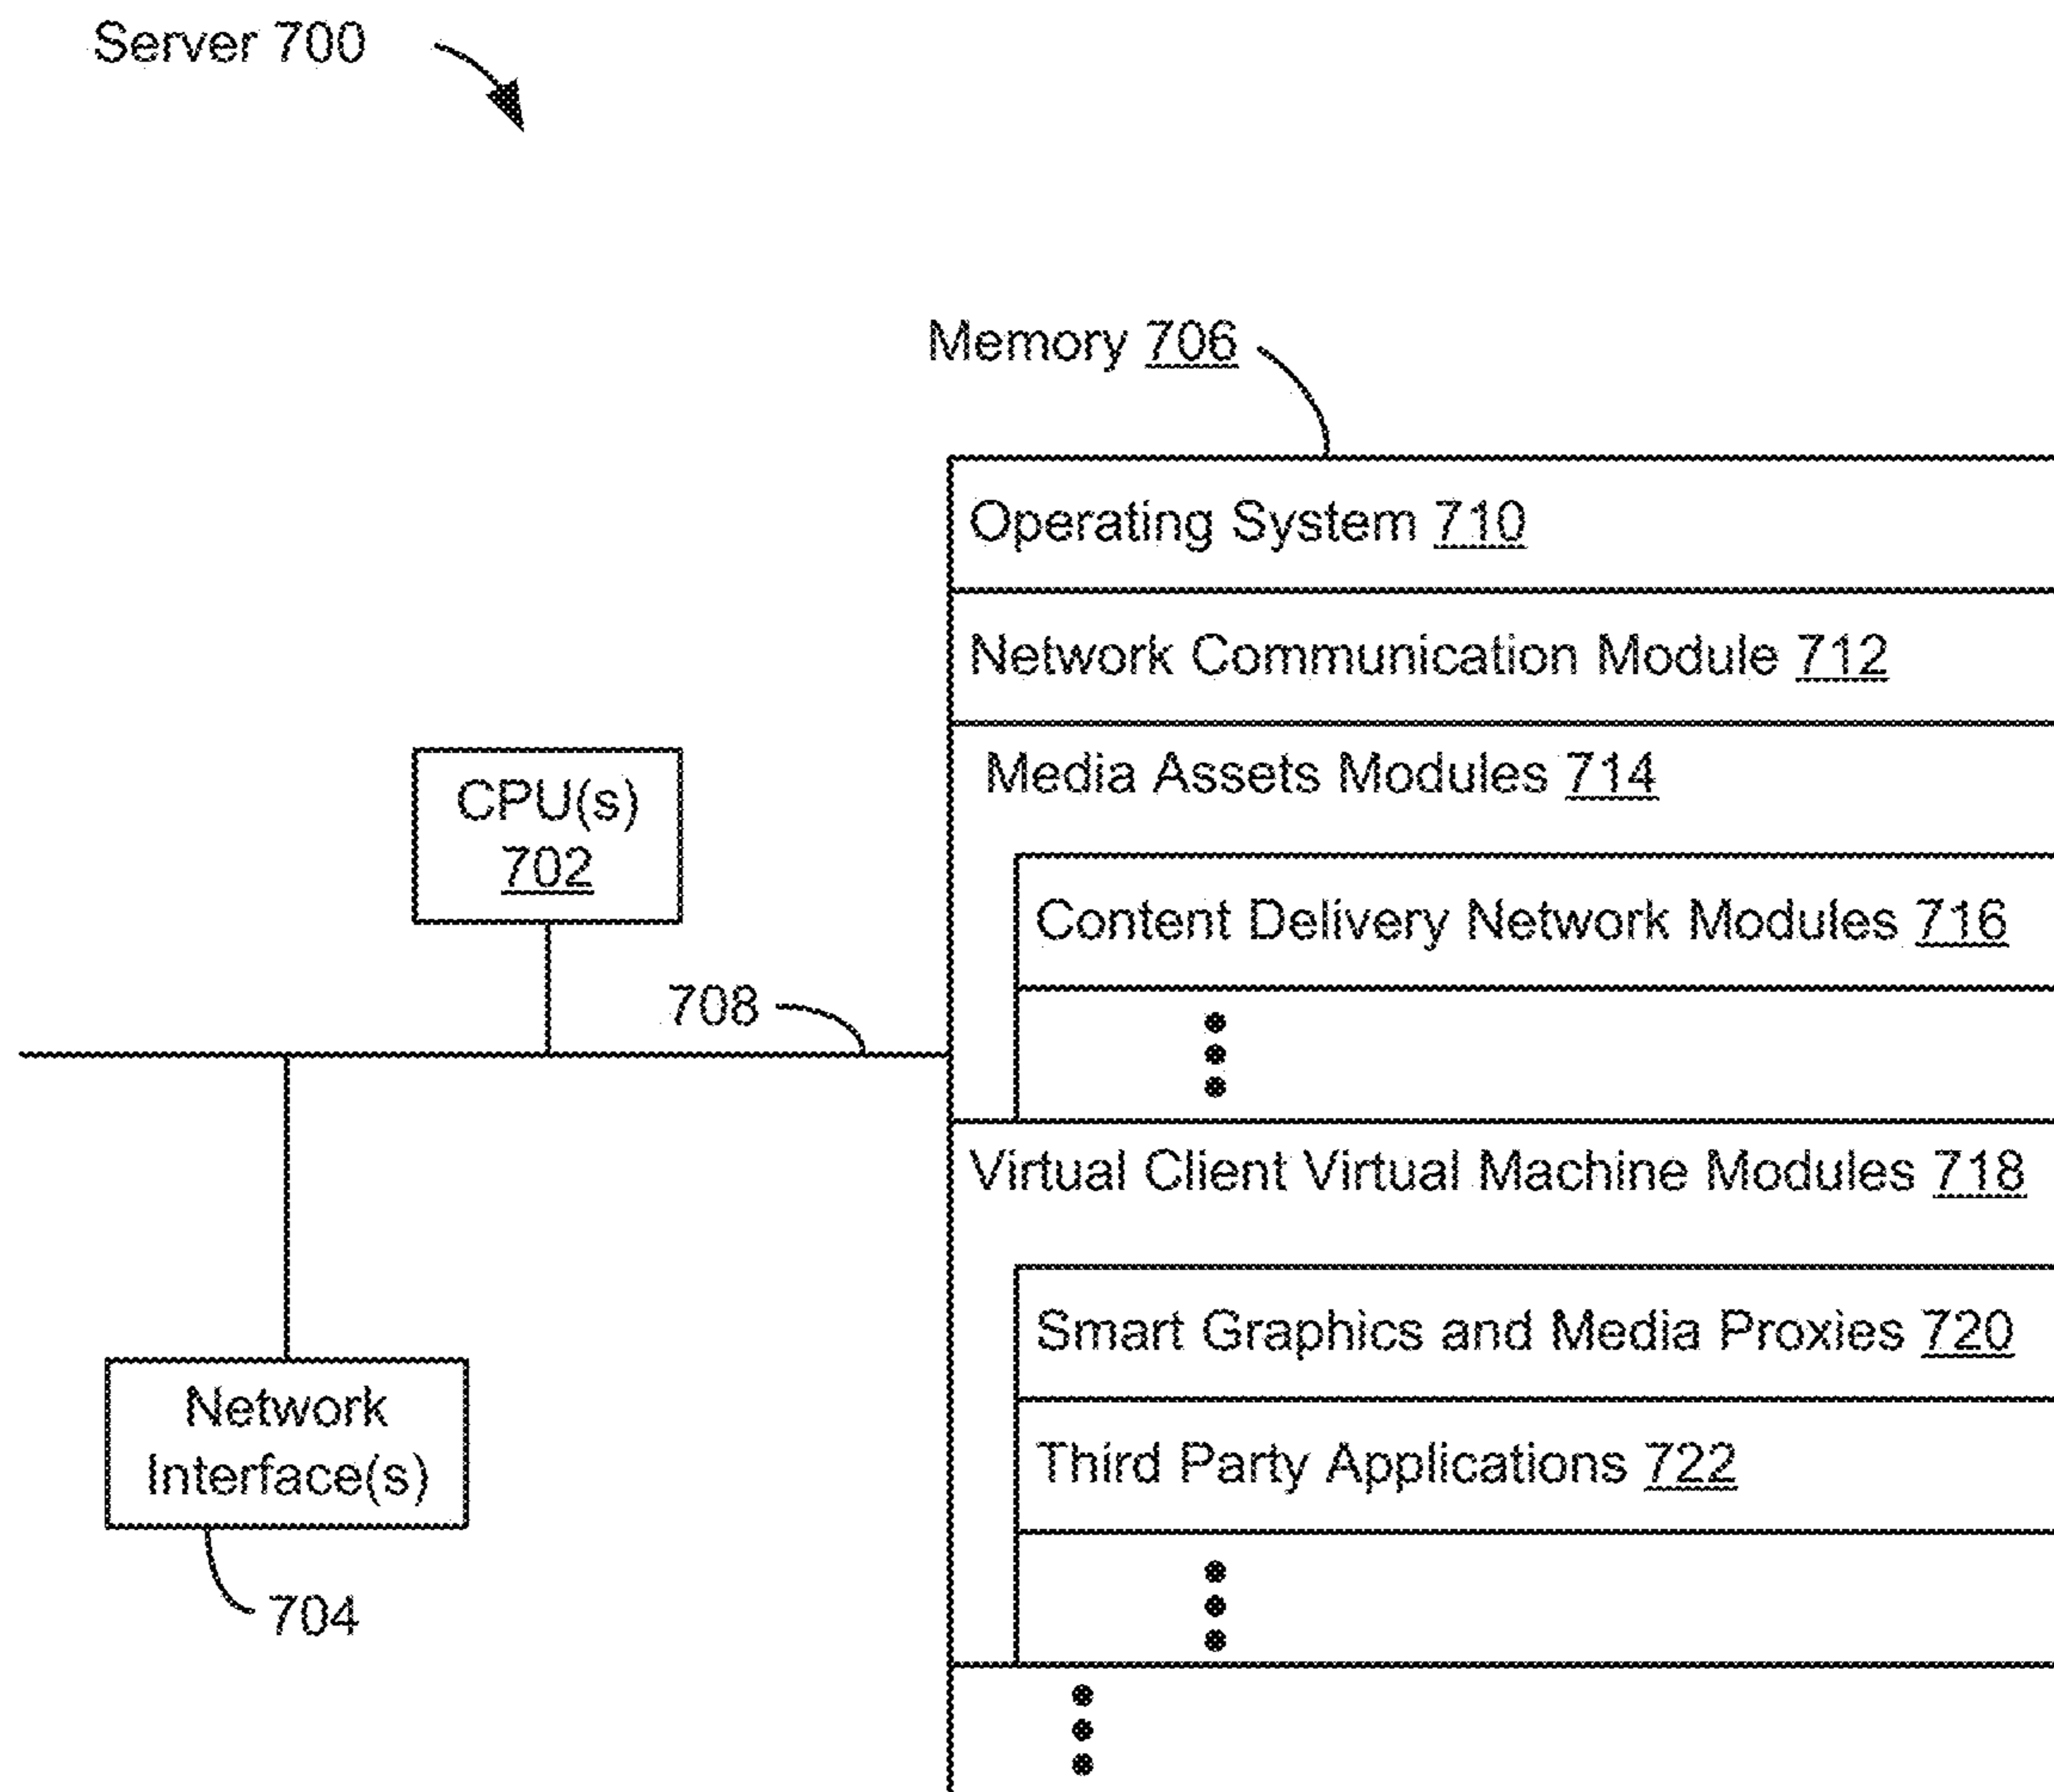 Server 700
Memory 706
Operating System 710
Network Communication Module 712
Media Assets Modules 714
CPU(s)
702
Content Delivery Network Modules 716
708
Virtual Client Virtual Machine Modules 718
Smart Graphics and Media Proxies 720
Network
Interface(s)
Third Party Applications 722
704